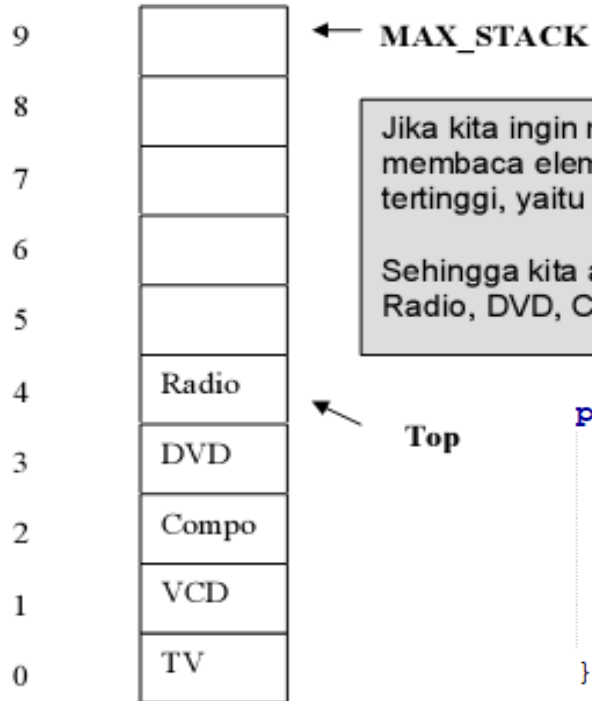 9
MAX_STACK
8
Jika kita ingin
7
membaca
tertinggi, yaitu
6
Sehingga kita
5
Radio, DVD,
4
Radio
Top
3
DVD
2
Compo
1
VCD
0
TV
}